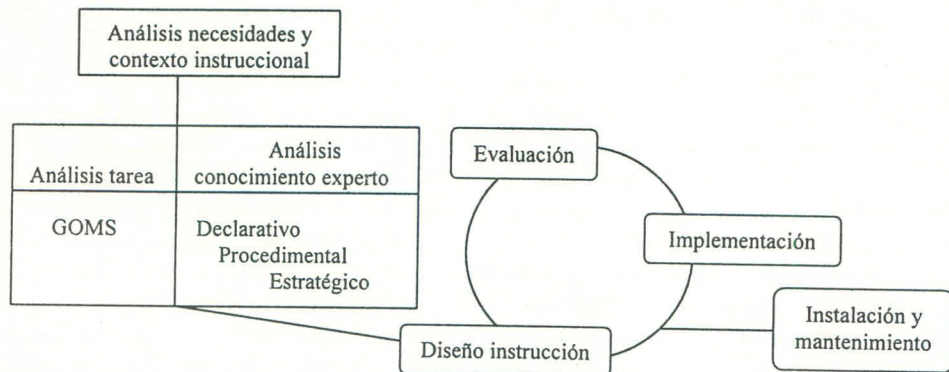 Análisis necesidades y
contexto instruccional
Análisis tarea
Análisis
conocimiento experto
GOMS
Declarativo
Procedimental
Estratégico
Evaluación
Implementación
Instalación y
mantenimiento
Diseño instrucción